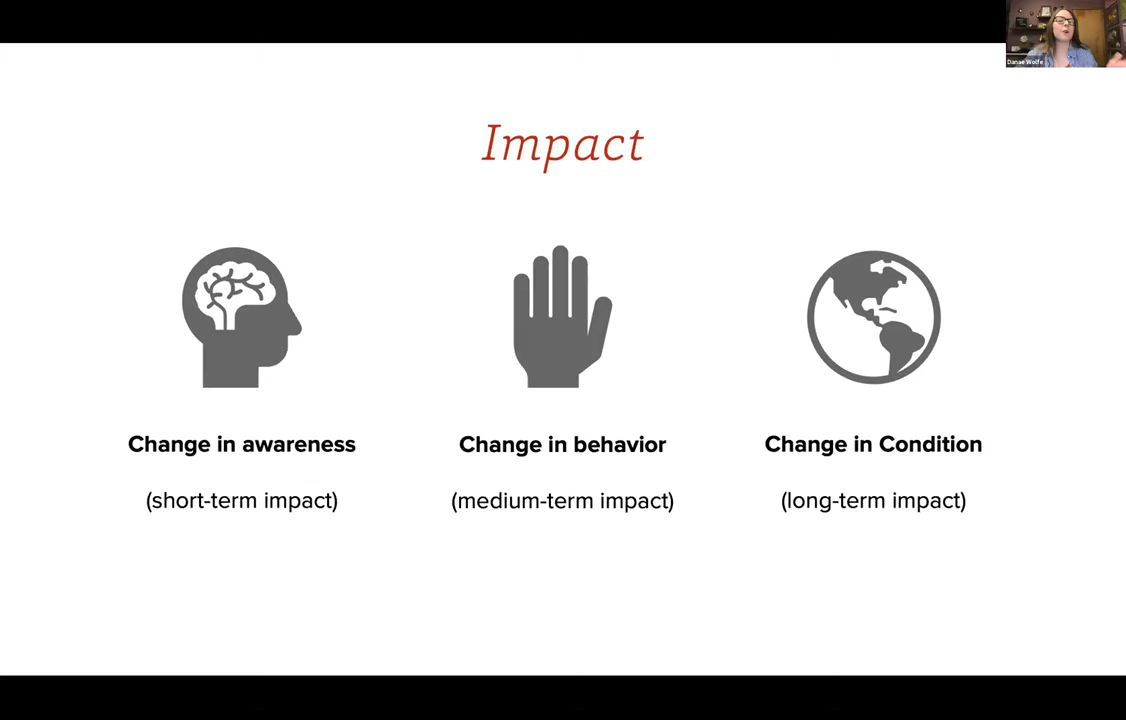 Danae Wolfe
Impact
Change in awareness
(short-term impact)
Change in behavior
(medium-term impact)
Change in Condition
(long-term impact)